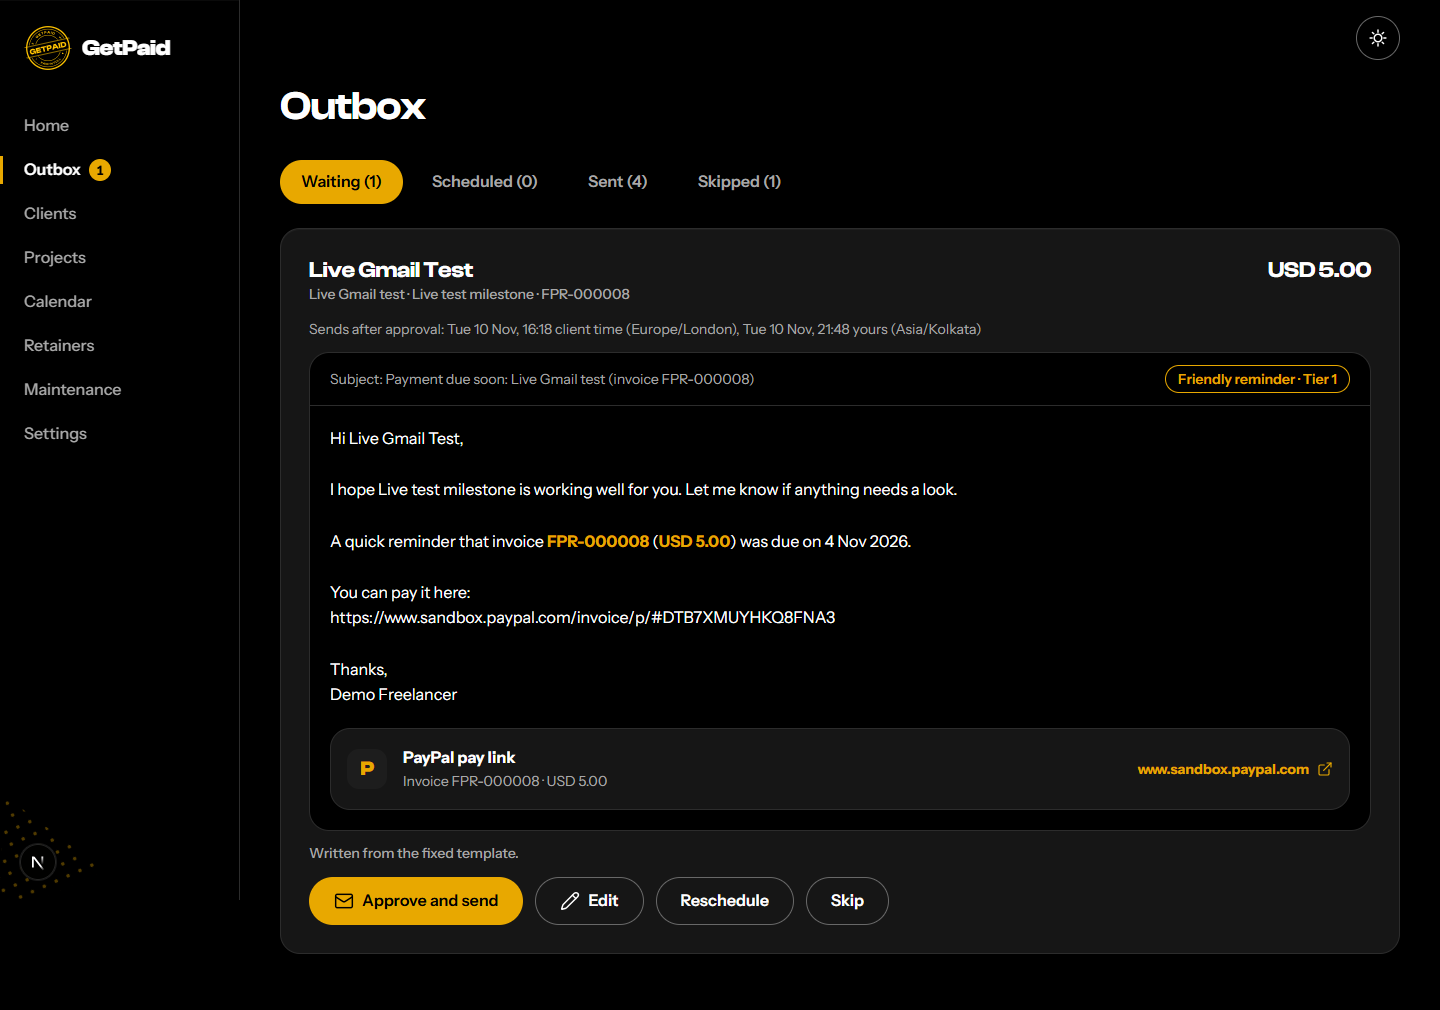 GETPAID
GetPaid
Home
Outbox 1
Clients
Projects
Calendar
Retainers
Maintenance
Settings
N
Outbox
Waiting (1) Scheduled (0) Sent (4) Skipped (1)
Live Gmail Test USD 5.00
Live Gmail test · Live test milestone · FPR-000008
Sends after approval: Tue 10 Nov, 16:18 client time (Europe/London), Tue 10 Nov, 21:48 yours (Asia/Kolkata)
Subject: Payment due soon: Live Gmail test (invoice FPR-000008) Friendly reminder · Tier 1
Hi Live Gmail Test,
I hope Live test milestone is working well for you. Let me know if anything needs a look.
A quick reminder that invoice FPR-000008 (USD 5.00) was due on 4 Nov 2026.
You can pay it here:
https://www.sandbox.paypal.com/invoice/p/#DTB7XMUYHKQ8FNA3
Thanks,
Demo Freelancer
P
PayPal pay link
Invoice FPR-000008 · USD 5.00
www.sandbox.paypal.com
Written from the fixed template.
Approve and send Edit Reschedule Skip